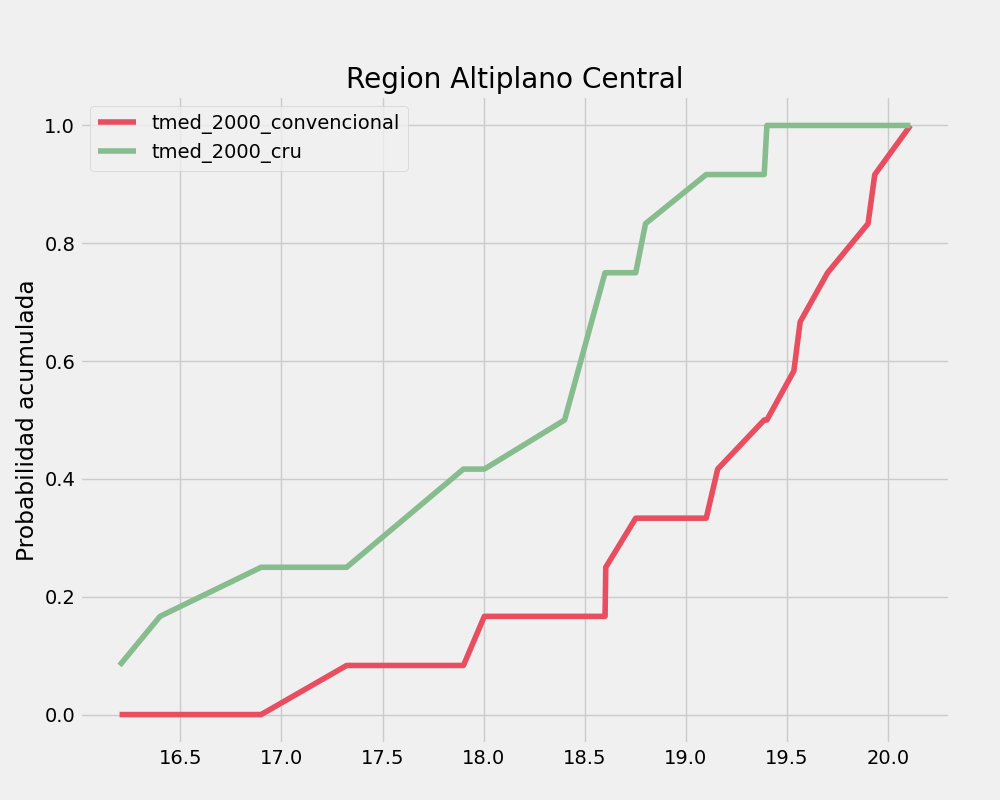 Region Altiplano Central
tmed_2000_convencional
tmed_2000_cru
Probabilidad acumulada
1.0
0.8
0.6
0.4
0.2
0.0
16.5 17.0 17.5 18.0 18.5 19.0 19.5 20.0